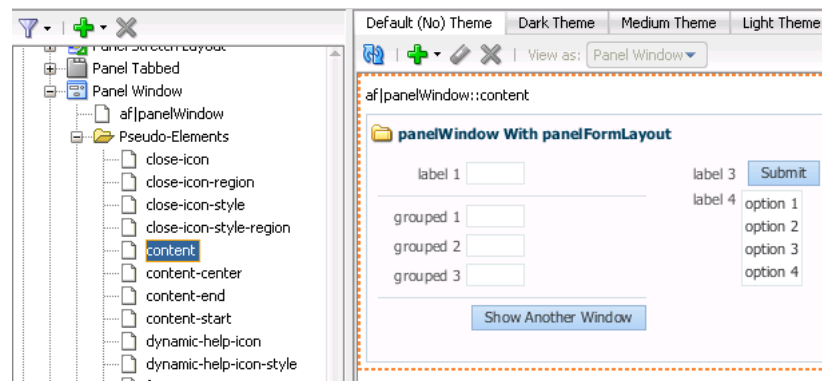 Panel Stretch Layout
Panel Tabbed
Panel Window
af|panelWindow
Pseudo-Elements
close-icon
close-icon-region
close-icon-style
close-icon-style-region
content
content-center
content-end
content-start
dynamic-help-icon
dynamic-help-icon-style
Default (No) Theme Dark Theme Medium Theme Light Theme
View as: Panel Window
af|panelWindow::content
panelWindow With panelFormLayout
label 1
grouped 1
grouped 2
grouped 3
Show Another Window
label 3 Submit
label 4 option 1
option 2
option 3
option 4